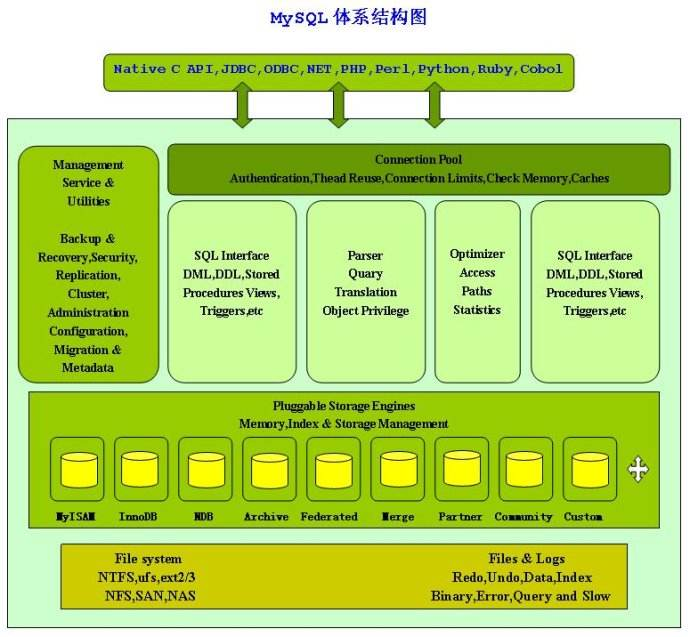 MySQL 体系结构图
Native C API,JDBC,ODBC,NET,PHP,Perl,Python,Ruby,Cobol
Management
Service &
Utilities
Backup &
Recovery,Security,
Replication,
Cluster,
Administration
Configuration,
Migration &
Metadata
Connection Pool
Authentication,Thead Reuse,Connection Limits,Check Memory,Caches
SQL Interface
DML,DDL,Stored
Procedures Views,
Triggers,etc
Parser
Quary
Translation
Object Privilege
Optimizer
Access
Paths
Statistics
SQL Interface
DML,DDL,Stored
Procedures Views,
Triggers,etc
Pluggable Storage Engines
Memory,Index & Storage Management
MyISAM InnoDB NDB Archive Federated Merge Partner Community Custom
File system
NTFS,ufs,ext2/3
NFS,SAN,NAS
Files & Logs
Redo,Undo,Data,Index
Binary,Error,Query and Slow